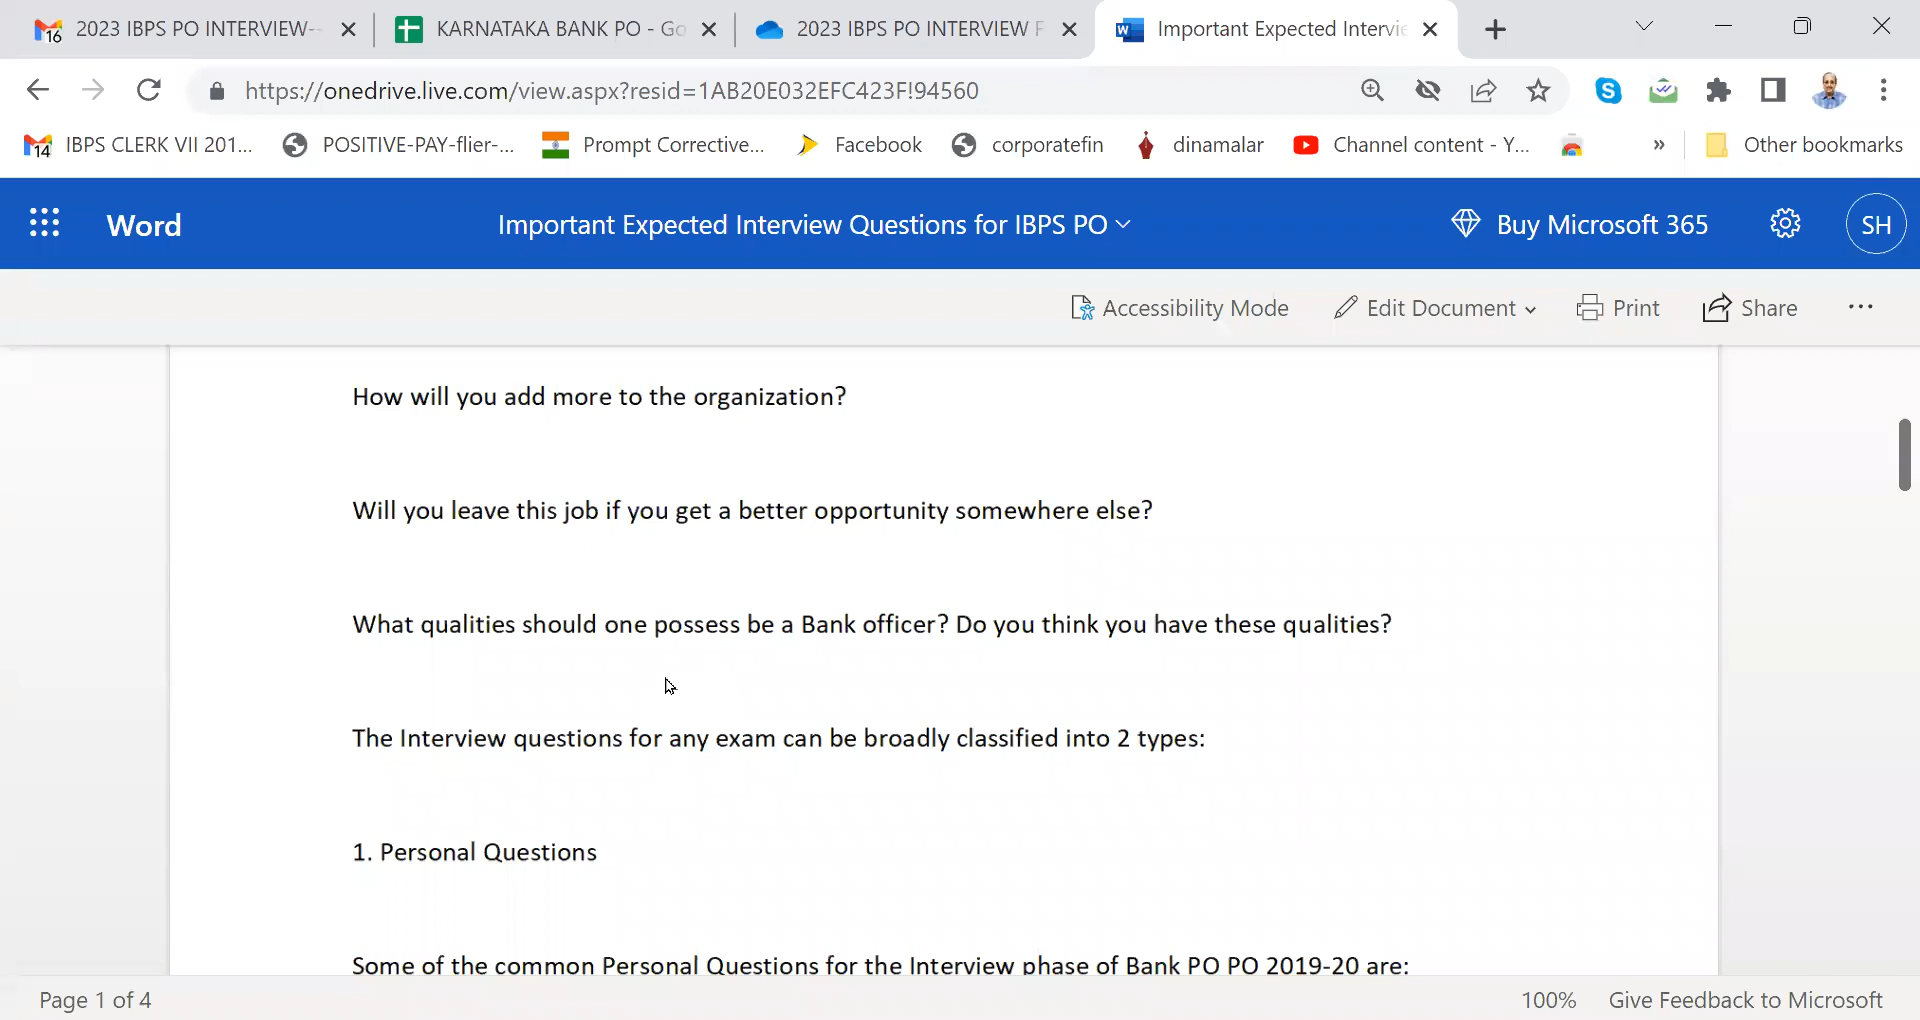 16 2023 IBPS PO INTERVIEW-- KARNATAKA BANK PO - Go 2023 IBPS PO INTERVIEW F Important Expected Intervie
https://onedrive.live.com/view.aspx?resid=1AB20E032EFC423F!94560
14 IBPS CLERK VII 201... POSITIVE-PAY-flier-... Prompt Corrective... Facebook corporatefin dinamalar Channel content - Y... » Other bookmarks
Word Important Expected Interview Questions for IBPS PO Buy Microsoft 365 SH
Accessibility Mode Edit Document Print Share ...
How will you add more to the organization?
Will you leave this job if you get a better opportunity somewhere else?
What qualities should one possess be a Bank officer? Do you think you have these qualities?
The Interview questions for any exam can be broadly classified into 2 types:
1. Personal Questions
Some of the common Personal Questions for the Interview phase of Bank PO PO 2019-20 are:
Page 1 of 4 100% Give Feedback to Microsoft